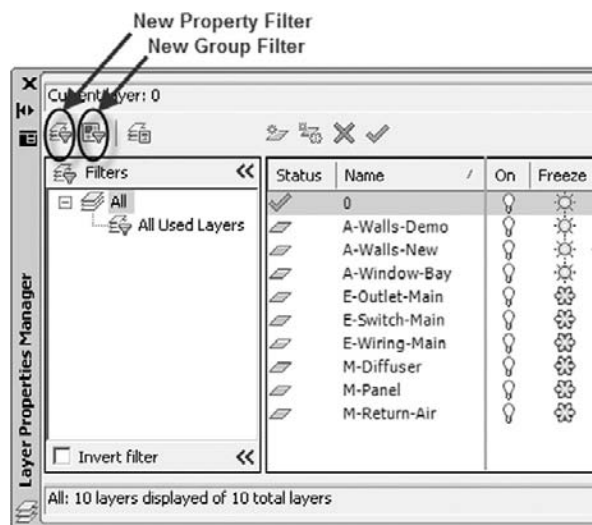 New Property Filter
New Group Filter
Current layer: 0
Filters
All
All Used Layers
Invert filter
Status Name / On Freeze
0
A-Walls-Demo
A-Walls-New
A-Window-Bay
E-Outlet-Main
E-Switch-Main
E-Wiring-Main
M-Diffuser
M-Panel
M-Return-Air
Layer Properties Manager
All: 10 layers displayed of 10 total layers